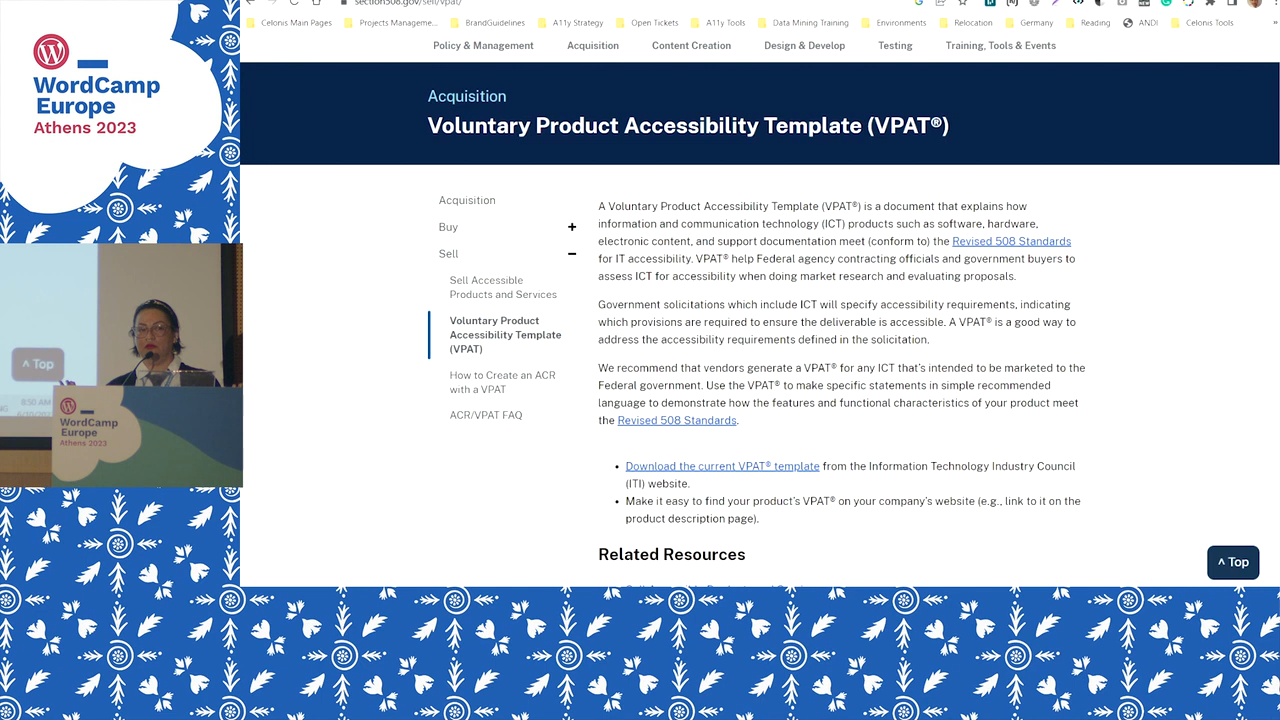 WordCamp
Europe
Athens 2023
section508.gov/sell/vpat/
Celonis Main Pages
Projects Manageme...
BrandGuidelines
A11y Strategy
Open Tickets
A11y Tools
Data Mining Training
Environments
Relocation
Germany
Reading
ANDI
Celonis Tools
»
Policy & Management
Acquisition
Content Creation
Design & Develop
Testing
Training, Tools & Events
Acquisition
Voluntary Product Accessibility Template (VPAT®)
Acquisition
Buy
Sell
Sell Accessible
Products and Services
Voluntary Product
Accessibility Template
(VPAT)
How to Create an ACR
with a VPAT
ACR/VPAT FAQ
A Voluntary Product Accessibility Template (VPAT®) is a document that explains how
information and communication technology (ICT) products such as software, hardware,
electronic content, and support documentation meet (conform to) the Revised 508 Standards
for IT accessibility. VPAT® help Federal agency contracting officials and government buyers to
assess ICT for accessibility when doing market research and evaluating proposals.
Government solicitations which include ICT will specify accessibility requirements, indicating
which provisions are required to ensure the deliverable is accessible. A VPAT® is a good way to
address the accessibility requirements defined in the solicitation.
We recommend that vendors generate a VPAT® for any ICT that's intended to be marketed to the
Federal government. Use the VPAT® to make specific statements in simple recommended
language to demonstrate how the features and functional characteristics of your product meet
the Revised 508 Standards.
• Download the current VPAT® template from the Information Technology Industry Council
(ITI) website.
• Make it easy to find your product's VPAT® on your company's website (e.g., link to it on the
product description page).
Related Resources
^ Top
^ Top
8:50 AM
WordCamp
Europe
Athens 2023